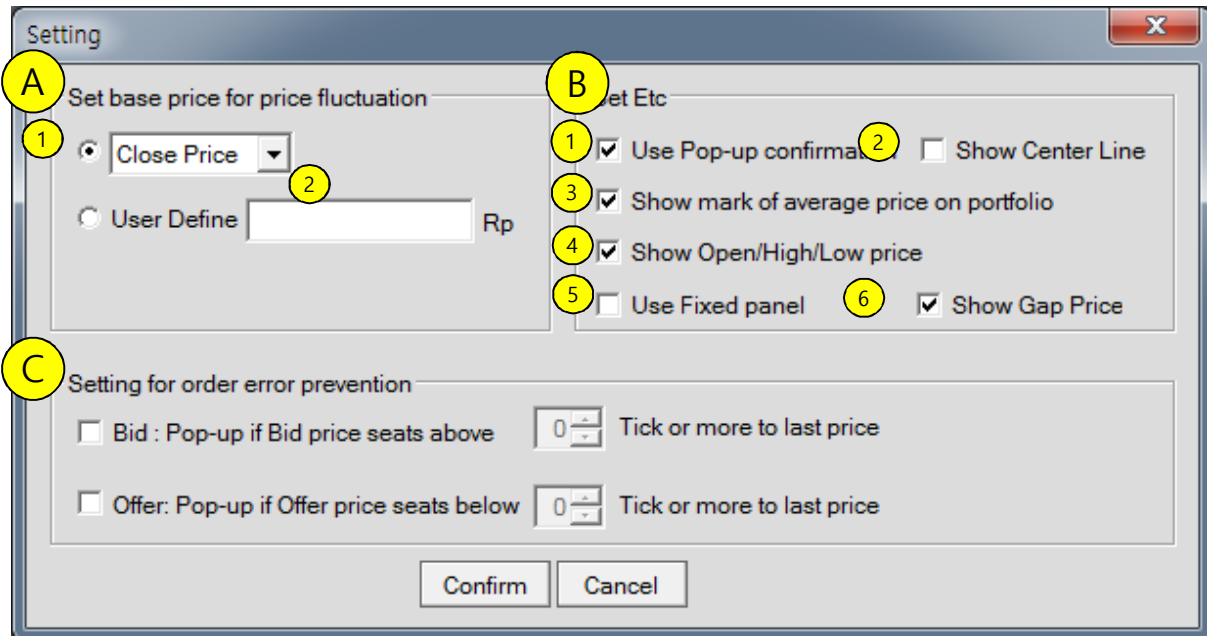 Setting
X
A
Set base price for price fluctuation
1
Close Price
2
User Define
Rp
B
Set Etc
1
Use Pop-up confirmation
2
Show Center Line
3
Show mark of average price on portfolio
4
Show Open/High/Low price
5
Use Fixed panel
6
Show Gap Price
C
Setting for order error prevention
Bid : Pop-up if Bid price seats above
0
Tick or more to last price
Offer: Pop-up if Offer price seats below
0
Tick or more to last price
Confirm
Cancel